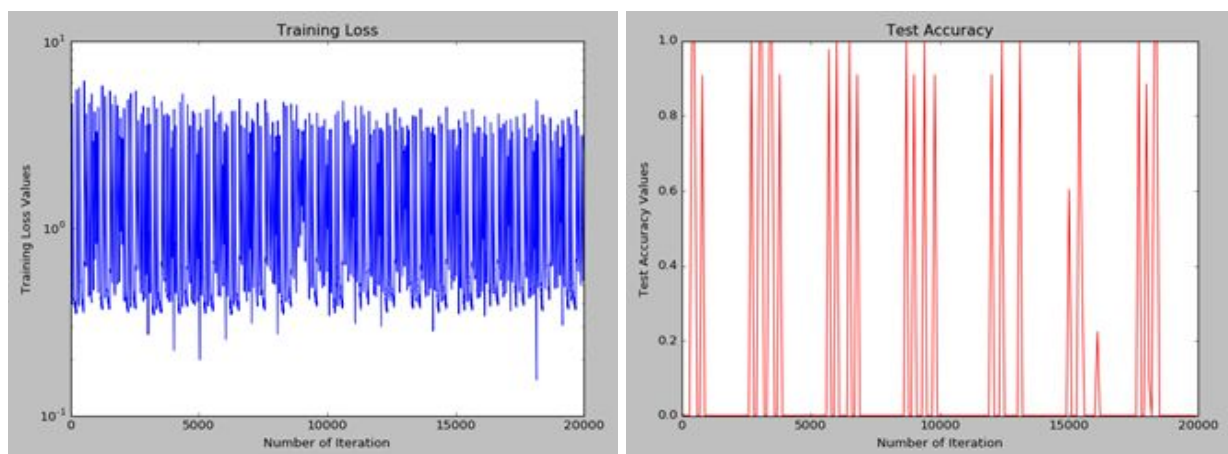 Training Loss
10^1
10^0
10^-1
Training Loss Values
0 5000 10000 15000 20000
Number of Iteration
Test Accuracy
1.0
0.8
0.6
0.4
0.2
0.0
Test Accuracy Values
0 5000 10000 15000 20000
Number of Iteration